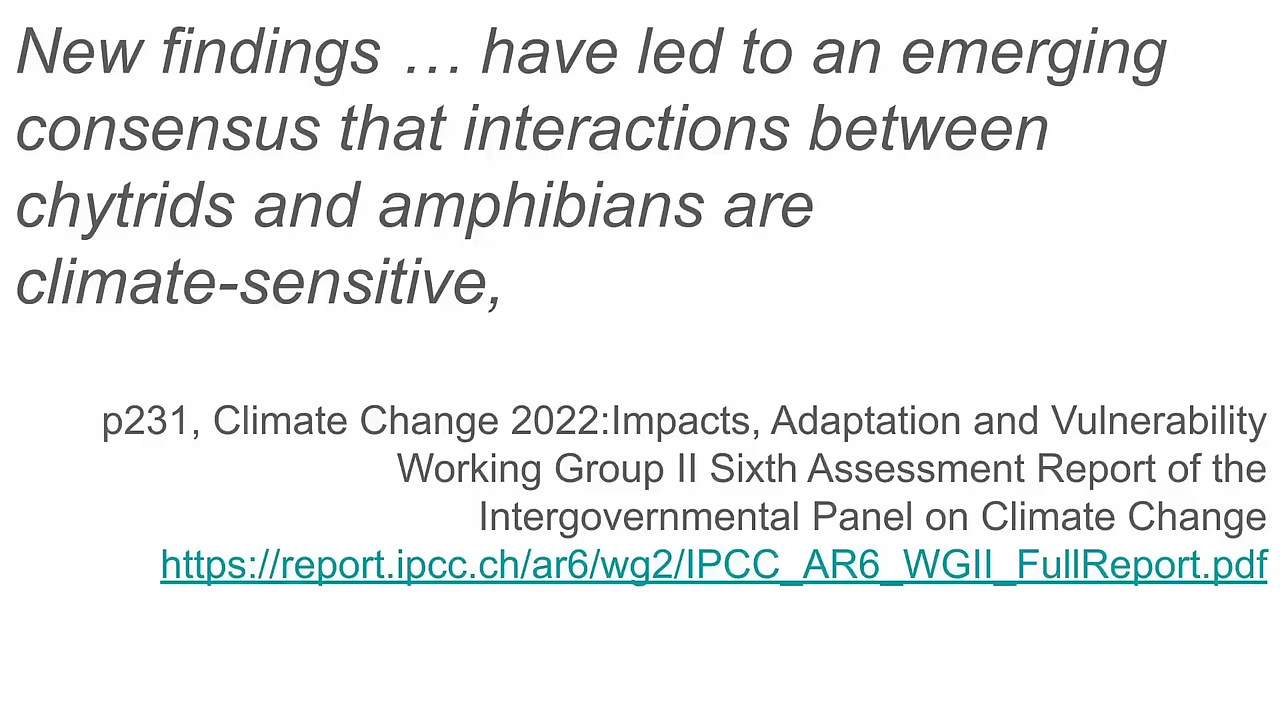 New findings … have led to an emerging
consensus that interactions between
chytrids and amphibians are
climate-sensitive,
p231, Climate Change 2022:Impacts, Adaptation and Vulnerability
Working Group II Sixth Assessment Report of the
Intergovernmental Panel on Climate Change
https://report.ipcc.ch/ar6/wg2/IPCC_AR6_WGII_FullReport.pdf